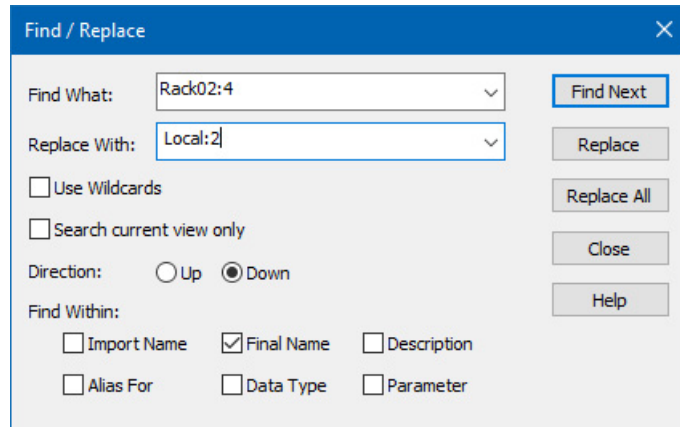 Find / Replace
Find What: Rack02:4 Find Next
Replace With: Local:2 Replace
Use Wildcards Replace All
Search current view only
Close
Direction: Up Down
Help
Find Within:
Import Name Final Name Description
Alias For Data Type Parameter